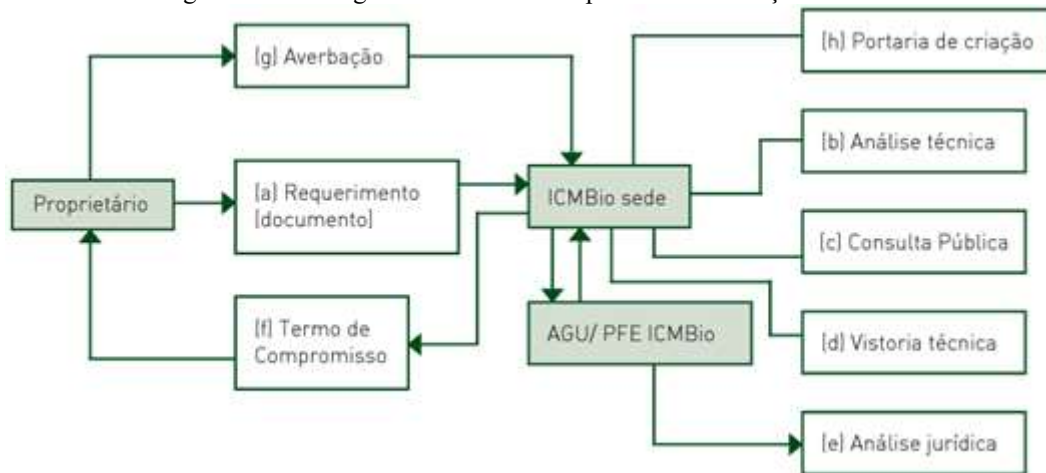 (g) Averbação
(h) Portaria de criação
(b) Análise técnica
Proprietário
(a) Requerimento
(documento)
ICMBio sede
(c) Consulta Pública
(f) Termo de
Compromisso
AGU/ PFE ICMBio
(d) Vistoria técnica
(e) Análise jurídica